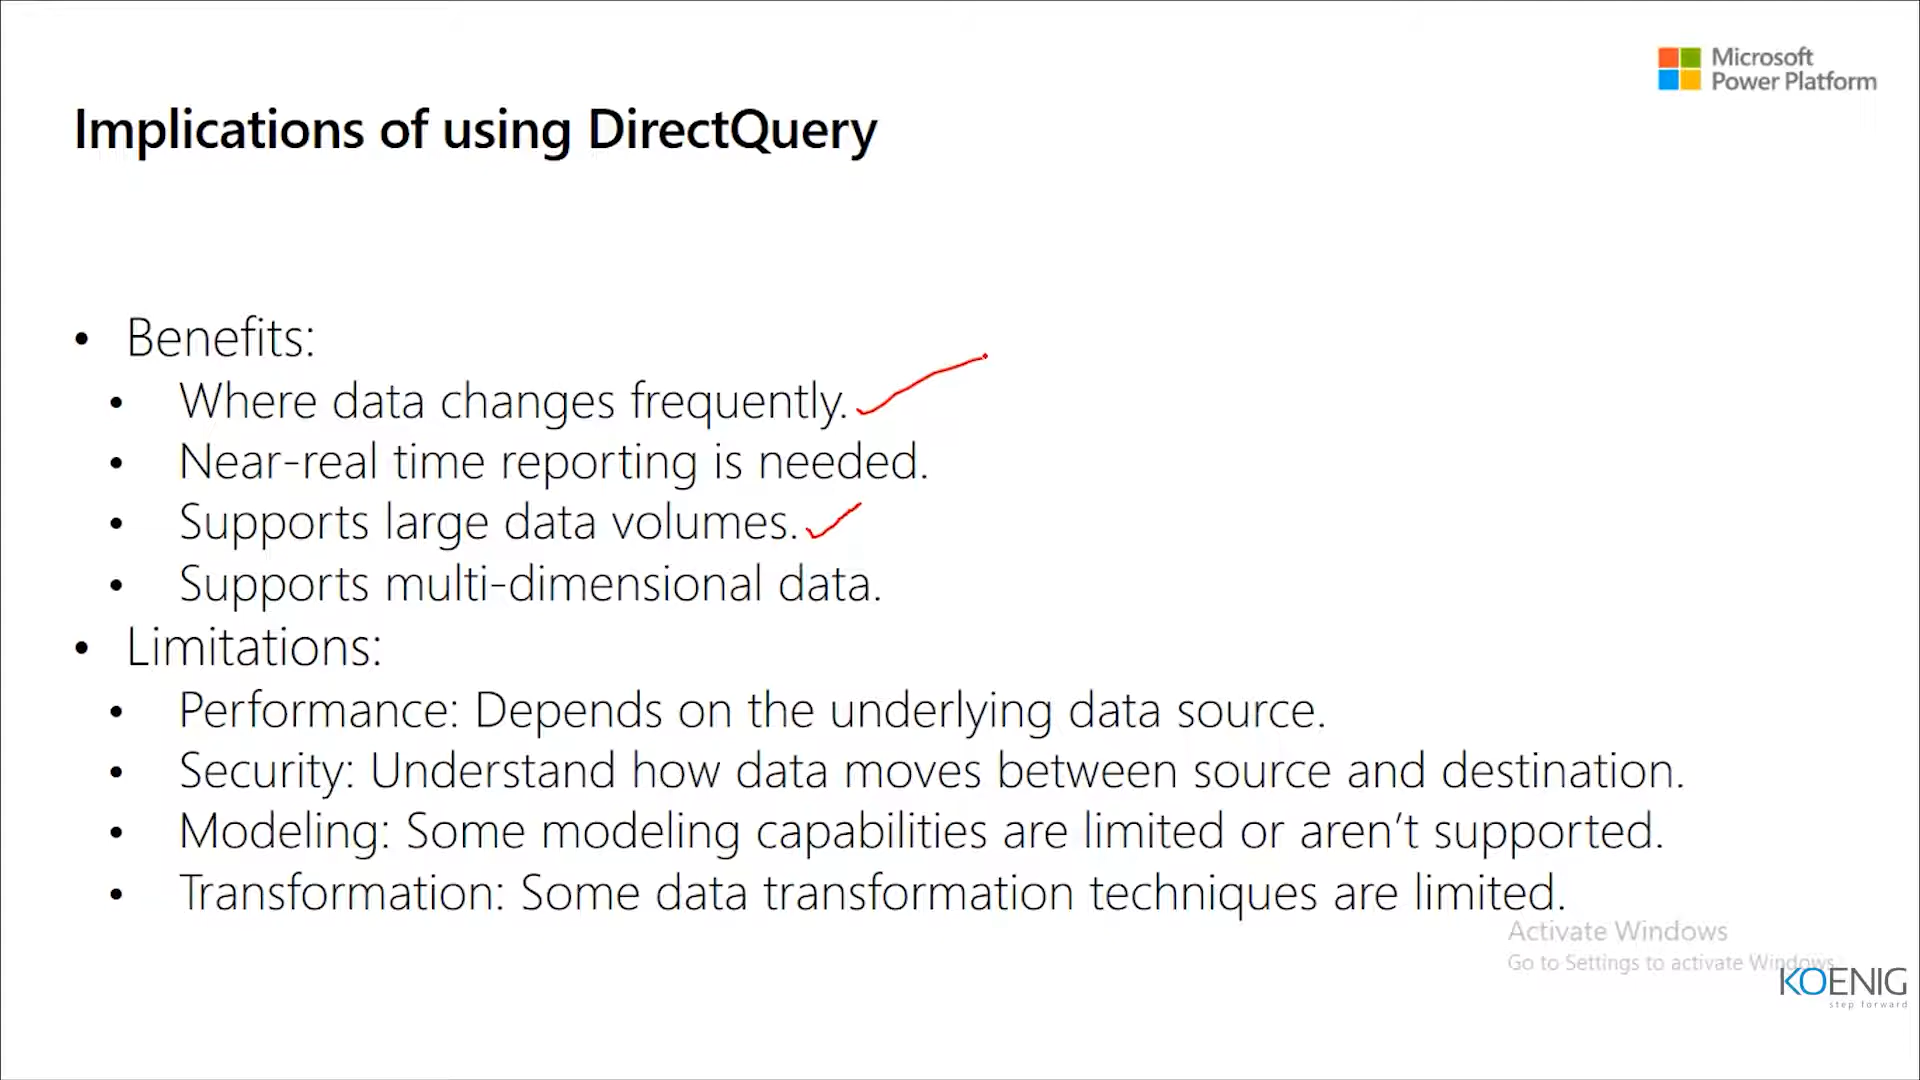 Microsoft
Power Platform
Implications of using DirectQuery
• Benefits:
• Where data changes frequently.
• Near-real time reporting is needed.
• Supports large data volumes.
• Supports multi-dimensional data.
• Limitations:
• Performance: Depends on the underlying data source.
• Security: Understand how data moves between source and destination.
• Modeling: Some modeling capabilities are limited or aren’t supported.
• Transformation: Some data transformation techniques are limited.
Activate Windows
Go to Settings to activate Windows.
KOENIG
step forward